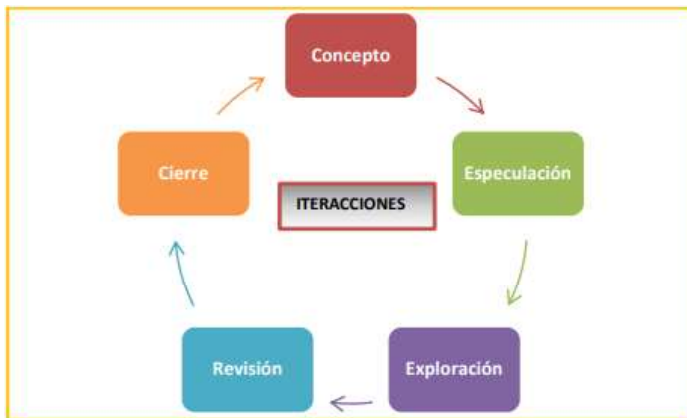 Concepto
Especulación
Exploración
Revisión
Cierre
ITERACCIONES